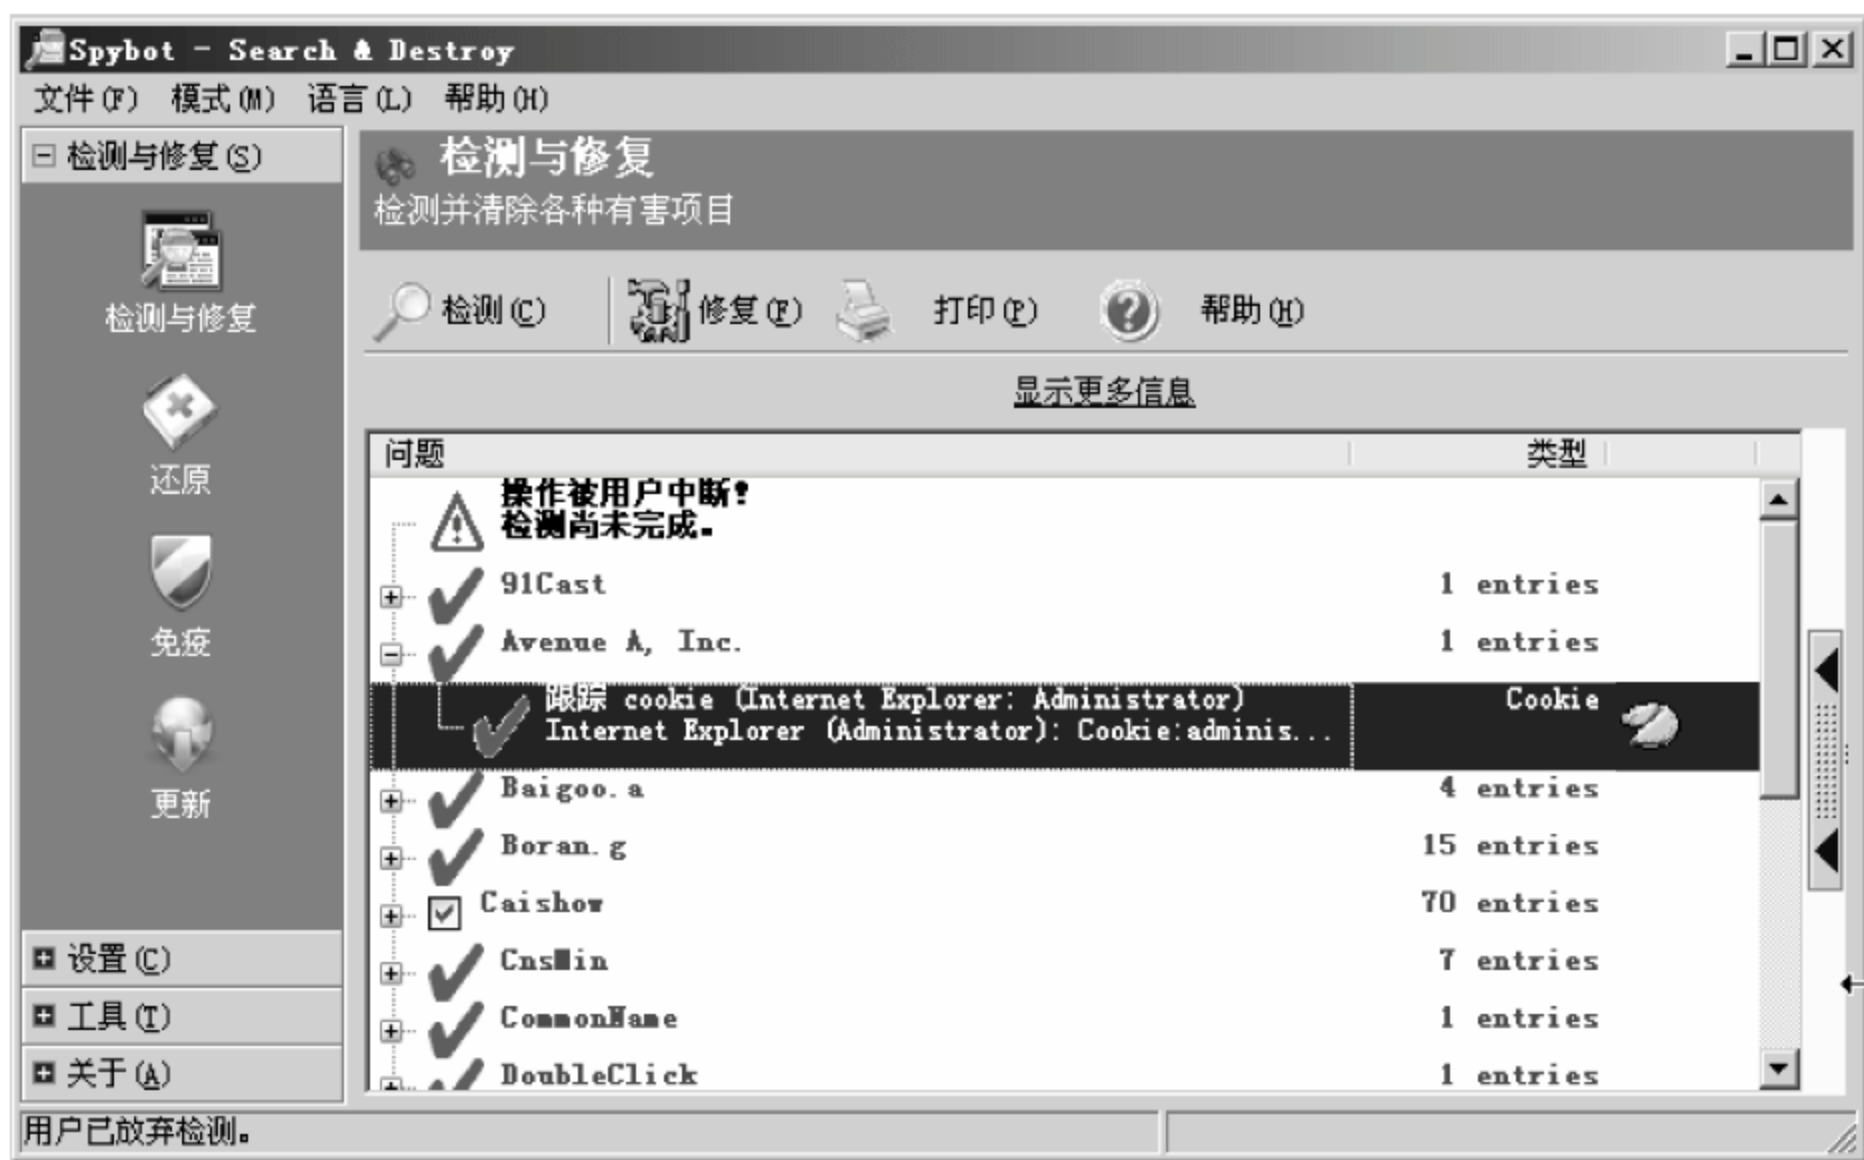 Spybot - Search & Destroy
文件(F) 模式(M) 语言(L) 帮助(H)
检测与修复(S)
检测与修复
检测并清除各种有害项目
检测与修复
还原
免疫
更新
设置(C)
工具(T)
关于(A)
检测(C) 修复(F) 打印(P) 帮助(H)
显示更多信息
问题 类型
操作被用户中断!
检测尚未完成。
91Cast 1 entries
Avenue A, Inc. 1 entries
跟踪 cookie (Internet Explorer: Administrator) Cookie
Internet Explorer (Administrator): Cookie:adminis...
Baigoo.a 4 entries
Boran.g 15 entries
Caishow 70 entries
CnsMin 7 entries
CommonName 1 entries
DoubleClick 1 entries
用户已放弃检测。